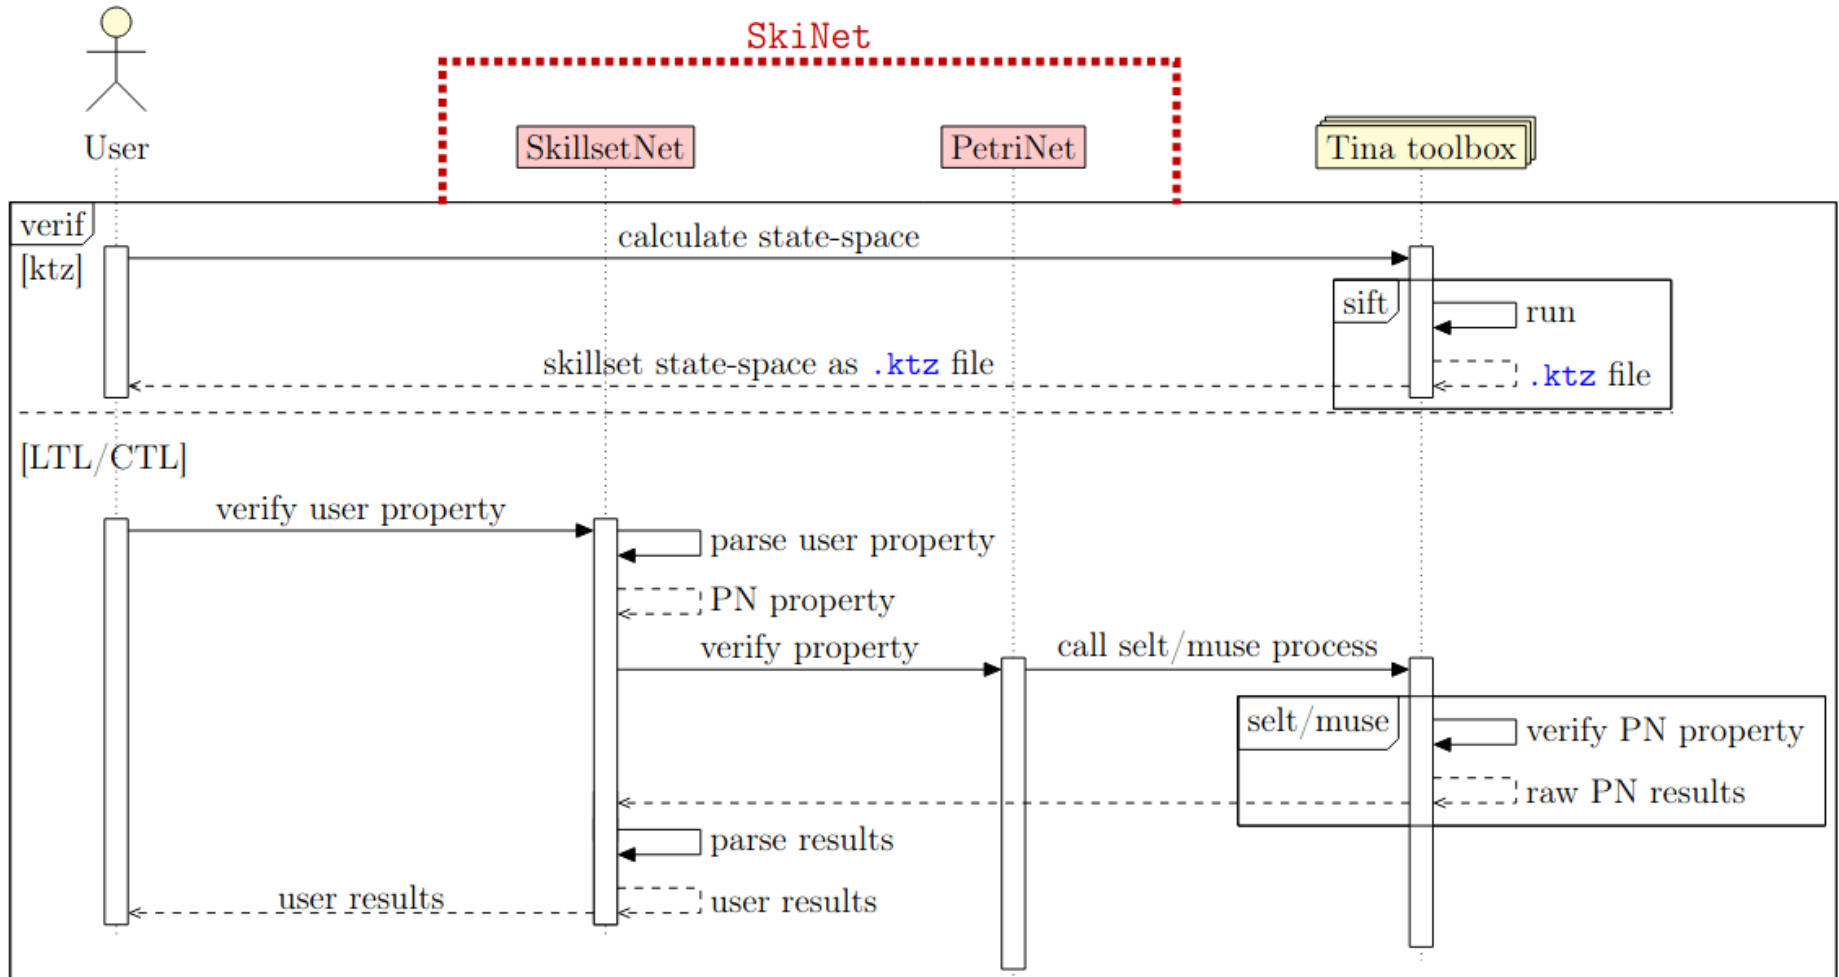 SkiNet
User
SkillsetNet
PetriNet
Tina toolbox
verif
calculate state-space
[ktz]
sift
run
skillset state-space as .ktz file
.ktz file
[LTL/CTL]
verify user property
parse user property
PN property
verify property
call selt/muse process
selt/muse
verify PN property
raw PN results
parse results
user results
user results